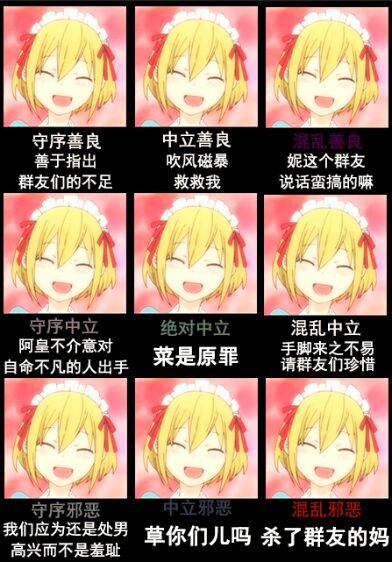 守序善良
善于指出
群友们的不足
中立善良
吹风磁暴
救救我
混乱善良
妮这个群友
说话蛮搞的嘛
守序中立
阿皇不介意对
自命不凡的人出手
绝对中立
菜是原罪
混乱中立
手脚来之不易
请群友们珍惜
守序邪恶
我们应为还是处男
高兴而不是羞耻
中立邪恶
草你们儿吗
混乱邪恶
杀了群友的妈